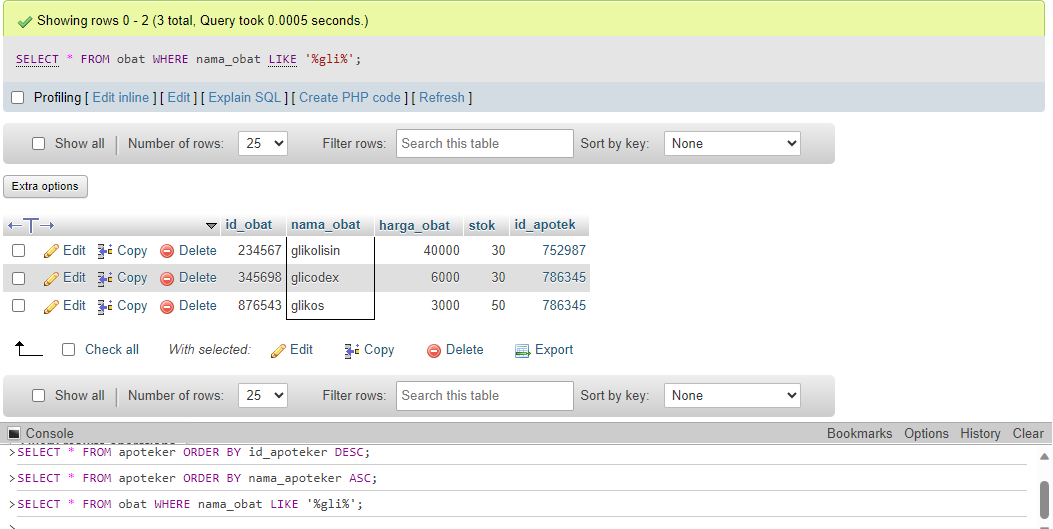 Showing rows 0 - 2 (3 total, Query took 0.0005 seconds.)
SELECT * FROM obat WHERE nama_obat LIKE '%gli%';
Profiling [ Edit inline ] [ Edit ] [ Explain SQL ] [ Create PHP code ] [ Refresh ]
Show all Number of rows: 25 Filter rows: Search this table Sort by key: None
Extra options
id_obat nama_obat harga_obat stok id_apotek
Edit Copy Delete 234567 glikolisin 40000 30 752987
Edit Copy Delete 345698 glicodex 6000 30 786345
Edit Copy Delete 876543 glikos 3000 50 786345
Check all With selected: Edit Copy Delete Export
Show all Number of rows: 25 Filter rows: Search this table Sort by key: None
Console Bookmarks Options History Clear
>SELECT * FROM apoteker ORDER BY id_apoteker DESC;
>SELECT * FROM apoteker ORDER BY nama_apoteker ASC;
>SELECT * FROM obat WHERE nama_obat LIKE '%gli%';
>